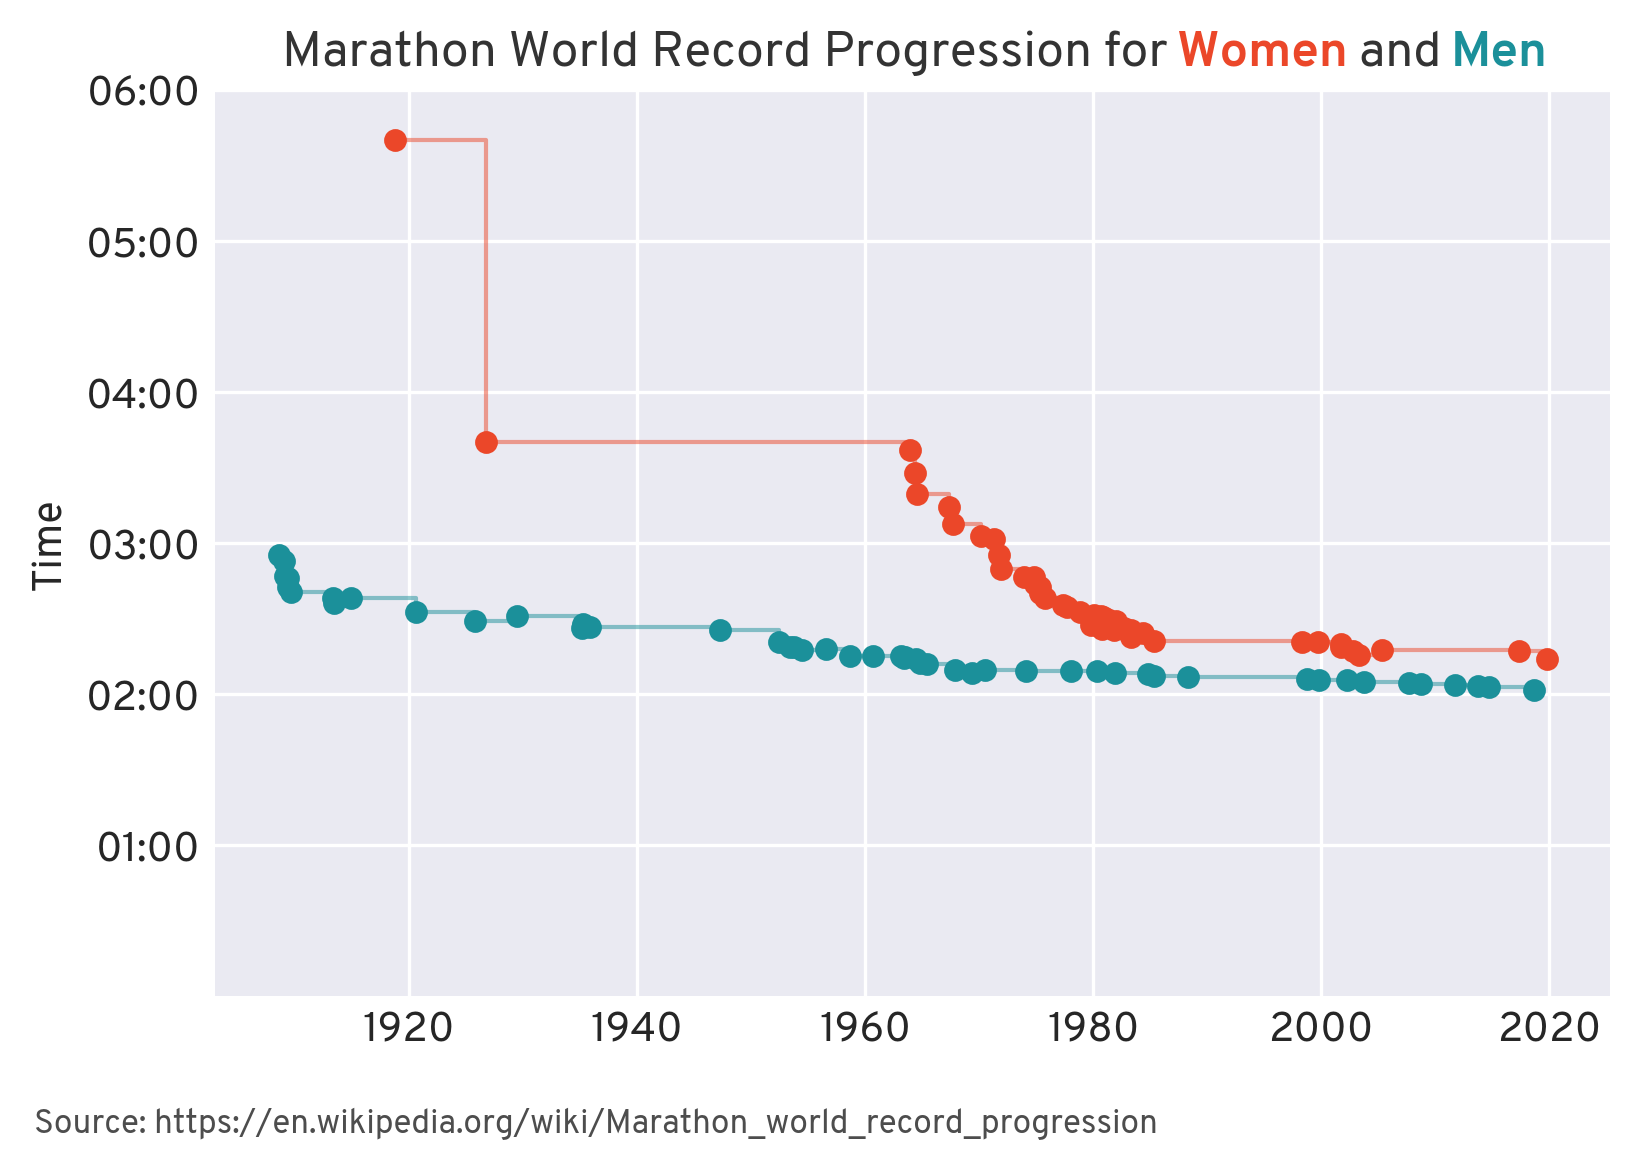 Marathon World Record Progression for Women and Men
06:00
05:00
04:00
03:00
02:00
01:00
Time
1920 1940 1960 1980 2000 2020
Source: https://en.wikipedia.org/wiki/Marathon_world_record_progression